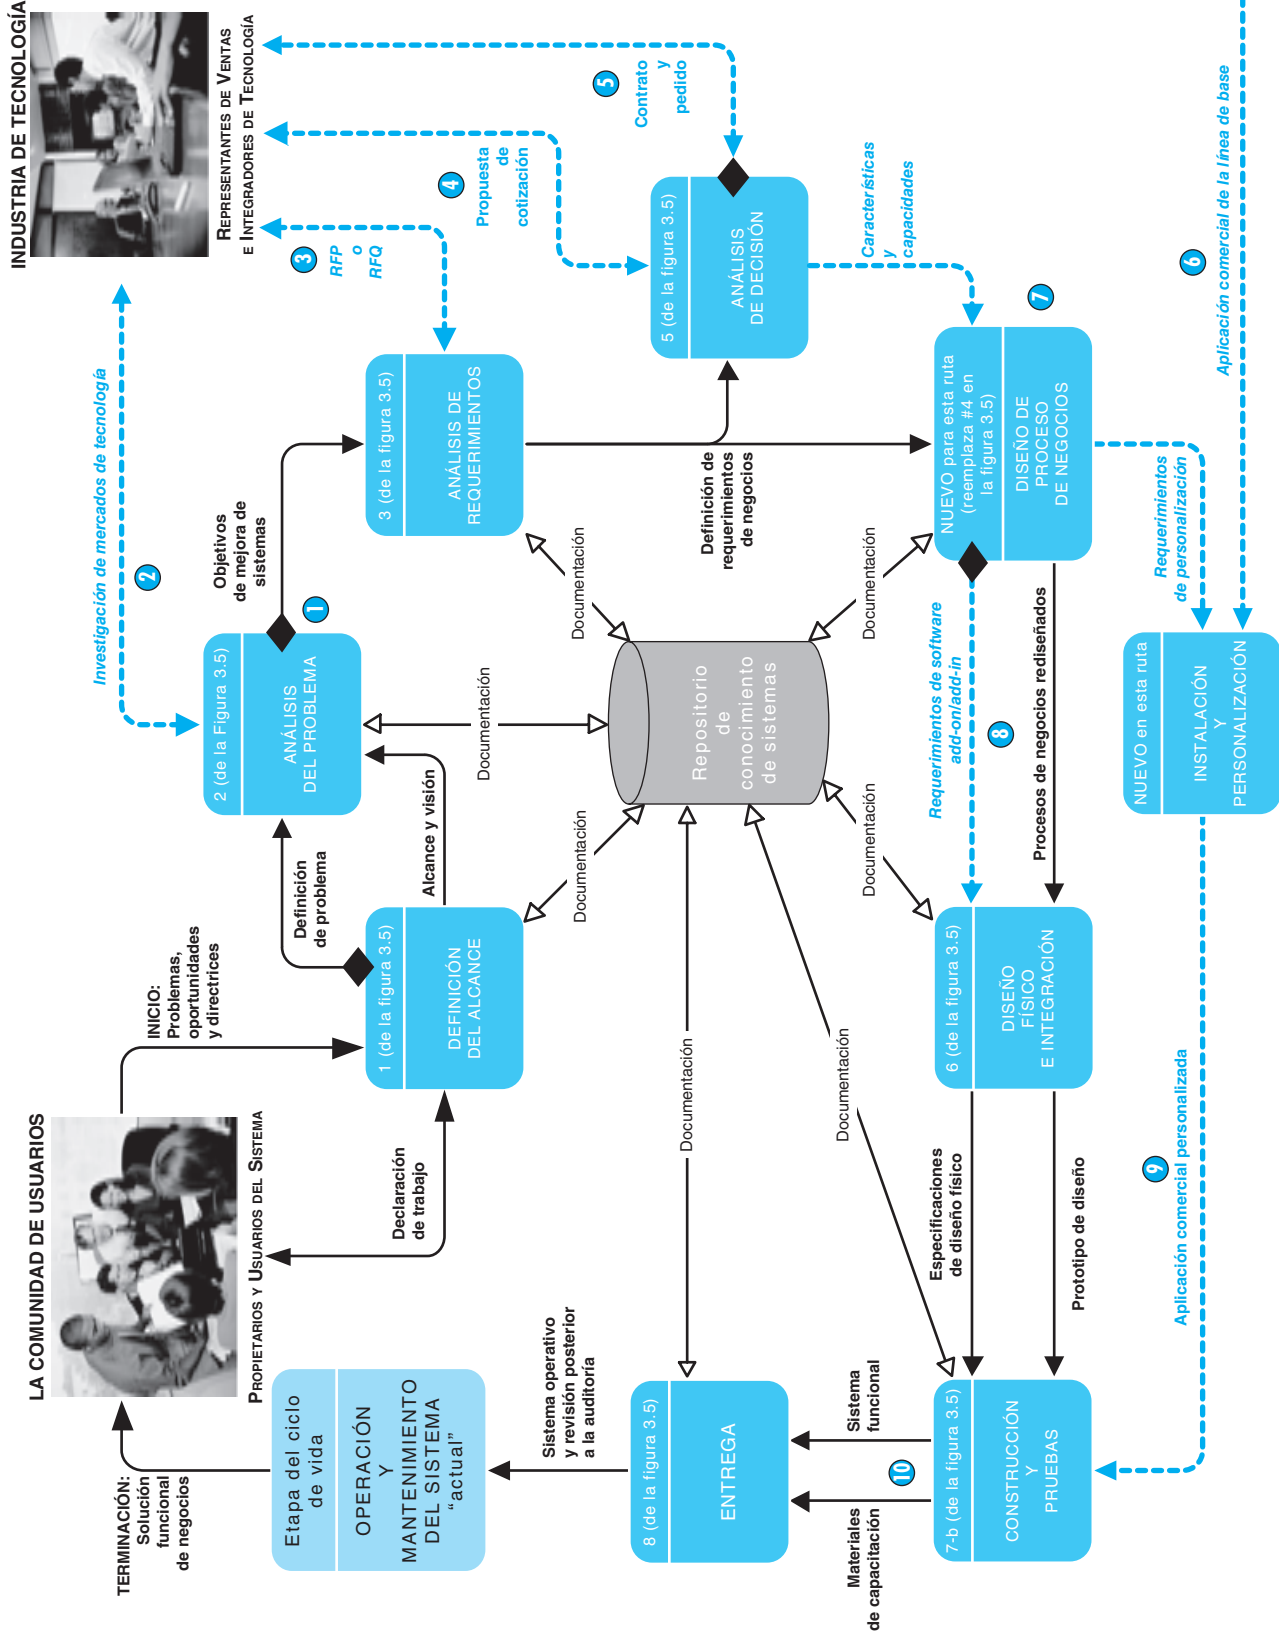 LA COMUNIDAD DE USUARIOS
PROPIETARIOS Y USUARIOS DEL SISTEMA
INDUSTRIA DE TECNOLOGÍA
REPRESENTANTES DE VENTAS
E INTEGRADORES DE TECNOLOGÍA
TERMINACIÓN:
Solución
funcional
de negocios
INICIO:
Problemas,
oportunidades
y directrices
Investigación de mercados de tecnología
2
Etapa del ciclo
de vida
OPERACIÓN
Y
MANTENIMIENTO
DEL SISTEMA
“actual”
Declaración
de trabajo
1 (de la figura 3.5)
DEFINICIÓN
DEL ALCANCE
Definición
de problema
Alcance y visión
2 (de la Figura 3.5)
ANÁLISIS
DEL PROBLEMA
1
Objetivos
de mejora de
sistemas
3 (de la figura 3.5)
ANÁLISIS DE
REQUERIMIENTOS
3
RFP
o
RFQ
4
Propuesta
de
cotización
5
Contrato
y
pedido
Sistema operativo
y revisión posterior
a la auditoría
Documentación
Documentación
Documentación
8 (de la figura 3.5)
ENTREGA
Documentación
Repositorio
de
conocimiento
de sistemas
Definición de
requerimientos
de negocios
5 (de la figura 3.5)
ANÁLISIS
DE DECISIÓN
Materiales
de capacitación
10
Sistema
funcional
Documentación
Documentación
Documentación
Características
y
capacidades
7-b (de la figura 3.5)
CONSTRUCCIÓN
Y
PRUEBAS
Especificaciones
de diseño físico
Prototipo de diseño
6 (de la figura 3.5)
DISEÑO
FÍSICO
E INTEGRACIÓN
Requerimientos de software
add-on/add-in
8
Procesos de negocios rediseñados
NUEVO para esta ruta
(reemplaza #4 en
la figura 3.5)
DISEÑO DE
PROCESO
DE NEGOCIOS
7
9
Aplicación comercial personalizada
NUEVO en esta ruta
INSTALACIÓN
Y
PERSONALIZACIÓN
Requerimientos
de personalización
6
Aplicación comercial de la línea de base